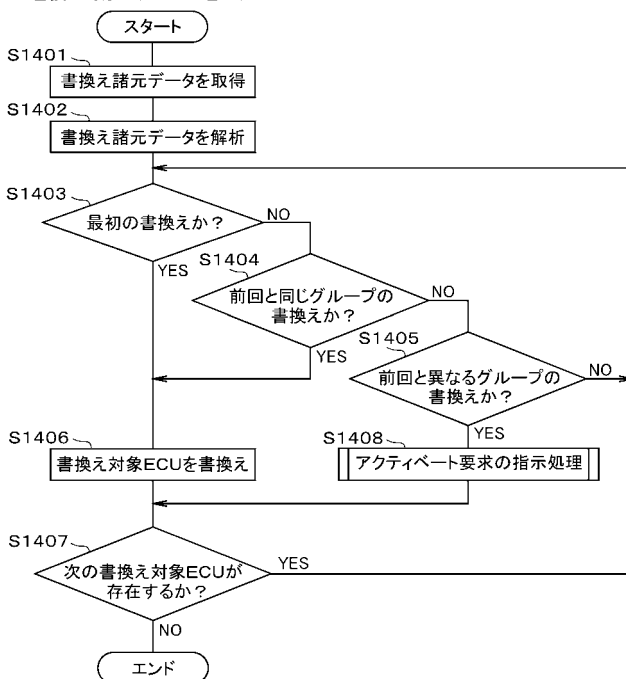 スタート
S1401
書換え諸元データを取得
S1402
書換え諸元データを解析
S1403
最初の書換えか？
NO
YES
S1404
前回と同じグループの
書換えか？
NO
YES
S1405
前回と異なるグループの
書換えか？
NO
YES
S1406
書換え対象ECUを書換え
S1408
アクティベート要求の指示処理
S1407
次の書換え対象ECUが
存在するか？
YES
NO
エンド